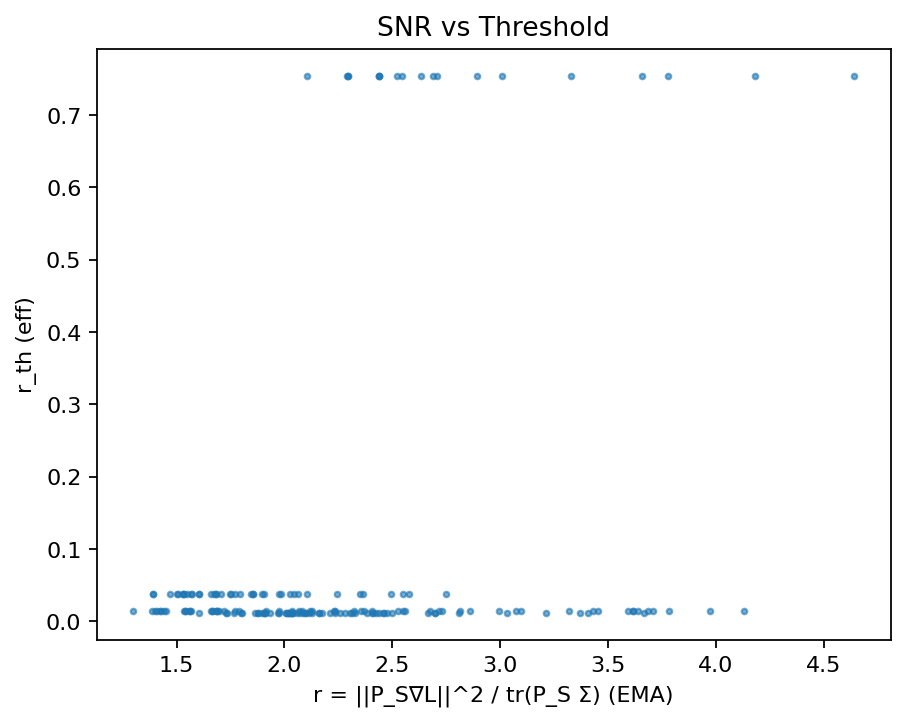 SNR vs Threshold
0.7
0.6
0.5
0.4
0.3
0.2
0.1
0.0
r_th (eff)
1.5 2.0 2.5 3.0 3.5 4.0 4.5
r = ||P_S∇L||^2 / tr(P_S Σ) (EMA)